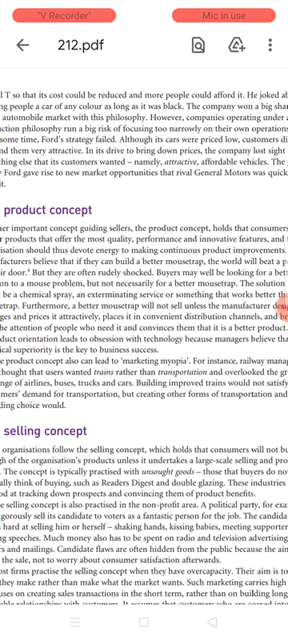 "V Recorder"
Mic in use
212.pdf
l T so that its cost could be reduced and more people could afford it. He joked ab
ng people a car of any colour as long as it was black. The company won a big sha
automobile market with this philosophy. However, companies operating under a
ction philosophy run a big risk of focusing too narrowly on their own operations
some time, Ford's strategy failed. Although its cars were priced low, customers di
nd them very attractive. In its drive to bring down prices, the company lost sight
thing else that its customers wanted – namely, attractive, affordable vehicles. The g
y Ford gave rise to new market opportunities that rival General Motors was quick
it.
product concept
her important concept guiding sellers, the product concept, holds that consumers
r products that offer the most quality, performance and innovative features, and t
isation should thus devote energy to making continuous product improvements.
facturers believe that if they can build a better mousetrap, the world will beat a p
ir door.⁴ But they are often rudely shocked. Buyers may well be looking for a bett
on to a mouse problem, but not necessarily for a better mousetrap. The solution
t be a chemical spray, an exterminating service or something that works better th
etrap. Furthermore, a better mousetrap will not sell unless the manufacturer des
ges and prices it attractively, places it in convenient distribution channels, and br
the attention of people who need it and convinces them that it is a better product.
duct orientation leads to obsession with technology because managers believe that
ical superiority is the key to business success.
e product concept also can lead to 'marketing myopia'. For instance, railway manag
thought that users wanted trains rather than transportation and overlooked the gr
nge of airlines, buses, trucks and cars. Building improved trains would not satisfy
mers' demand for transportation, but creating other forms of transportation and
ding choice would.
selling concept
organisations follow the selling concept, which holds that consumers will not bu
gh of the organisation's products unless it undertakes a large-scale selling and pro
The concept is typically practised with unsought goods – those that buyers do no
ally think of buying, such as Readers Digest and double glazing. These industries
od at tracking down prospects and convincing them of product benefits.
e selling concept is also practised in the non-profit area. A political party, for exa
igorously sell its candidate to voters as a fantastic person for the job. The candida
s hard at selling him or herself – shaking hands, kissing babies, meeting supporter
ng speeches. Much money also has to be spent on radio and television advertising
rs and mailings. Candidate flaws are often hidden from the public because the aim
the sale, not to worry about consumer satisfaction afterwards.
ost firms practise the selling concept when they have overcapacity. Their aim is to
they make rather than make what the market wants. Such marketing carries high
uses on creating sales transactions in the short term, rather than on building long